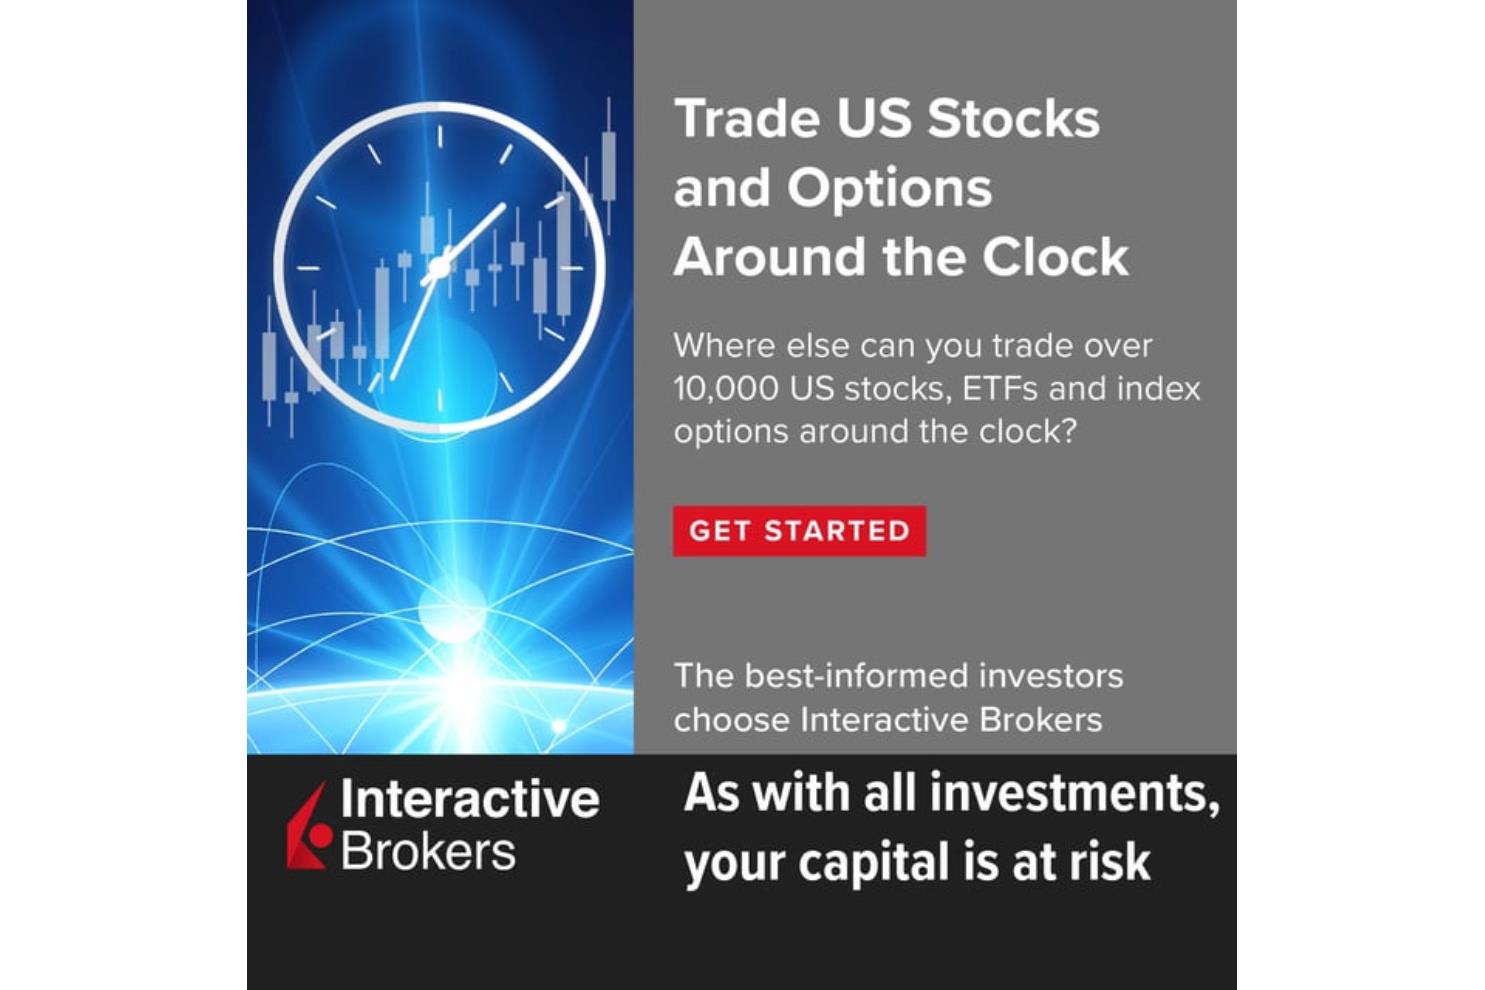 Trade US Stocks
and Options
Around the Clock
Where else can you trade over
10,000 US stocks, ETFs and index
options around the clock?
GET STARTED
The best-informed investors
choose Interactive Brokers
Interactive
Brokers
As with all investments,
your capital is at risk